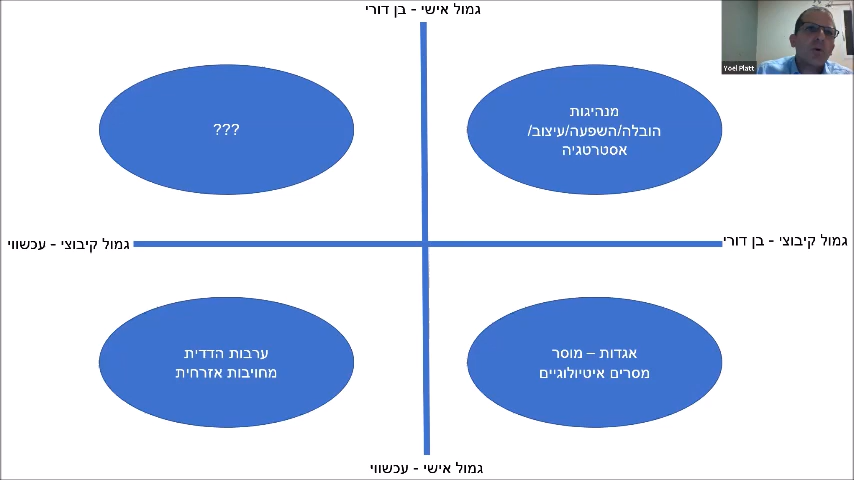 גמול אישי - בן דורי
Yoel Platt
???
מנהיגות
הובלה/השפעה/עיצוב/
אסטרטגיה
גמול קיבוצי - עכשווי
גמול קיבוצי - בן דורי
ערבות הדדית
מחויבות אזרחית
אגדות – מוסר
מסרים איטיולוגיים
גמול אישי - עכשווי